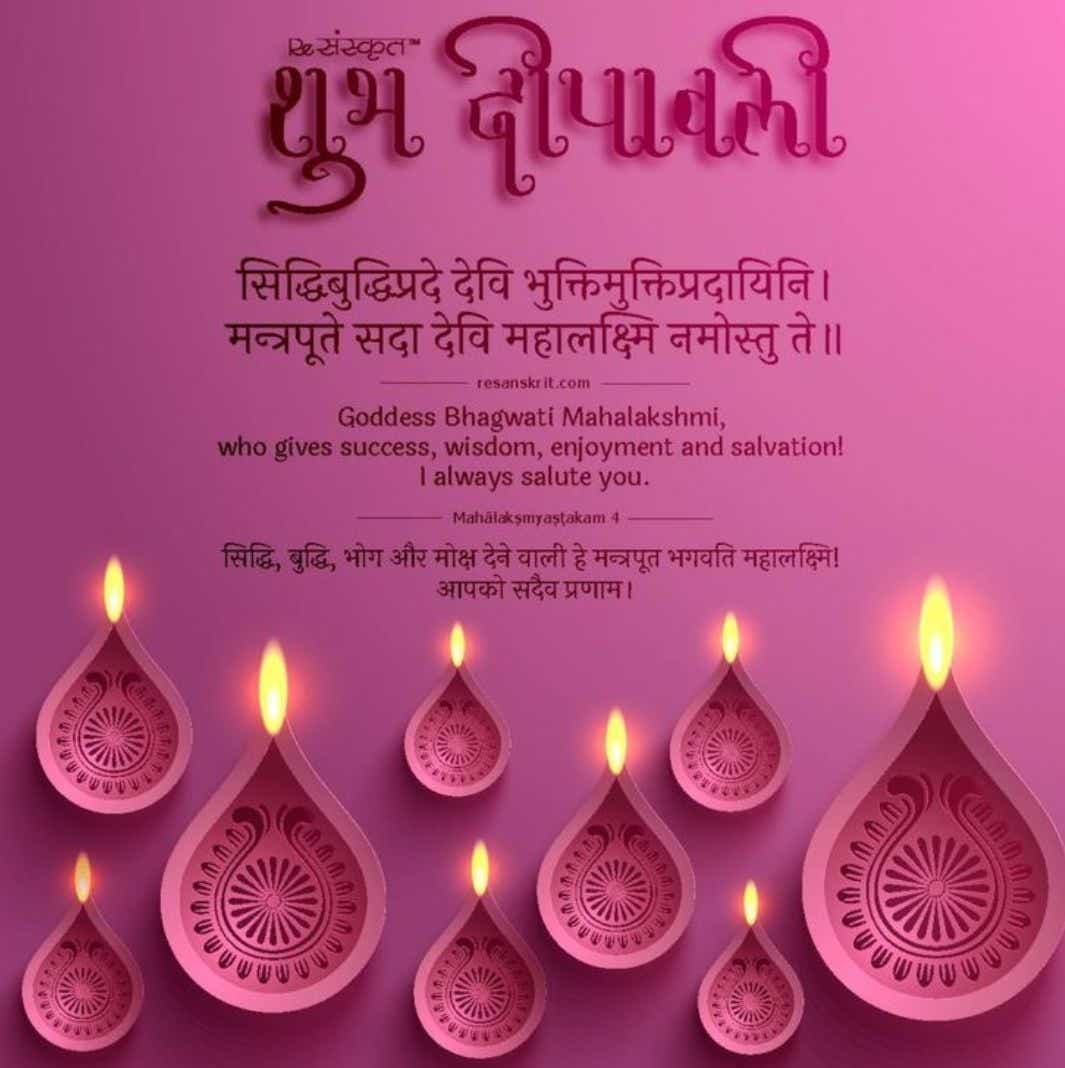 Reसंस्कृत™
शुभ दीपावली
सिद्धिबुद्धिप्रदे देवि भुक्तिमुक्तिप्रदायिनि।
मन्त्रपूते सदा देवि महालक्ष्मि नमोस्तु ते॥
resanskrit.com
Goddess Bhagwati Mahalakshmi,
who gives success, wisdom, enjoyment and salvation!
I always salute you.
Mahālakṣmyaṣṭakam 4
सिद्धि, बुद्धि, भोग और मोक्ष देने वाली हे मन्त्रपूत भगवति महालक्ष्मि!
आपको सदैव प्रणाम।